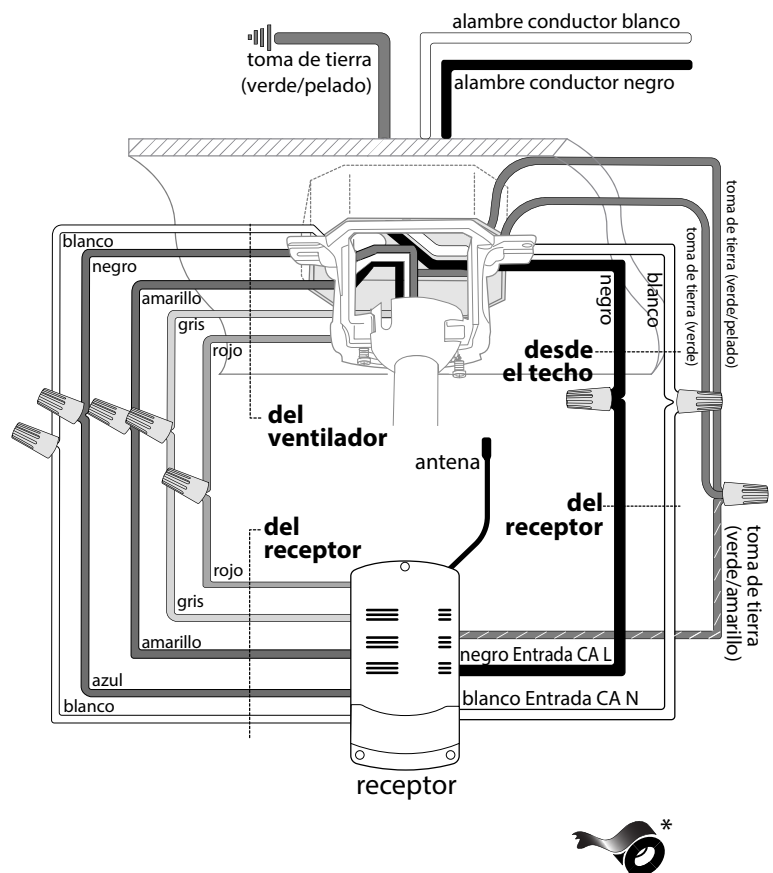 alambre conductor blanco
toma de tierra
(verde/pelado)
alambre conductor negro
blanco
negro
amarillo
gris
rojo
negro
blanco
toma de tierra (verde)
toma de tierra (verde/pelado)
desde
el techo
del
ventilador
antena
del
receptor
del
receptor
toma de tierra
(verde/amarillo)
rojo
gris
amarillo
azul
blanco
negro Entrada CA L
blanco Entrada CA N
receptor
*